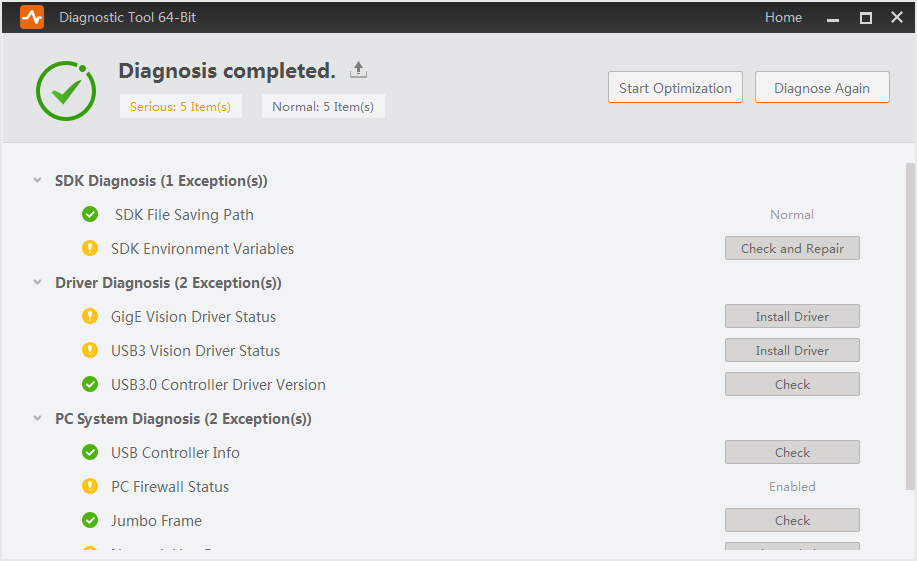 Diagnostic Tool 64-Bit Home
Diagnosis completed.
Serious: 5 Item(s) Normal: 5 Item(s) Start Optimization Diagnose Again
SDK Diagnosis (1 Exception(s))
SDK File Saving Path Normal
SDK Environment Variables Check and Repair
Driver Diagnosis (2 Exception(s))
GigE Vision Driver Status Install Driver
USB3 Vision Driver Status Install Driver
USB3.0 Controller Driver Version Check
PC System Diagnosis (2 Exception(s))
USB Controller Info Check
PC Firewall Status Enabled
Jumbo Frame Check